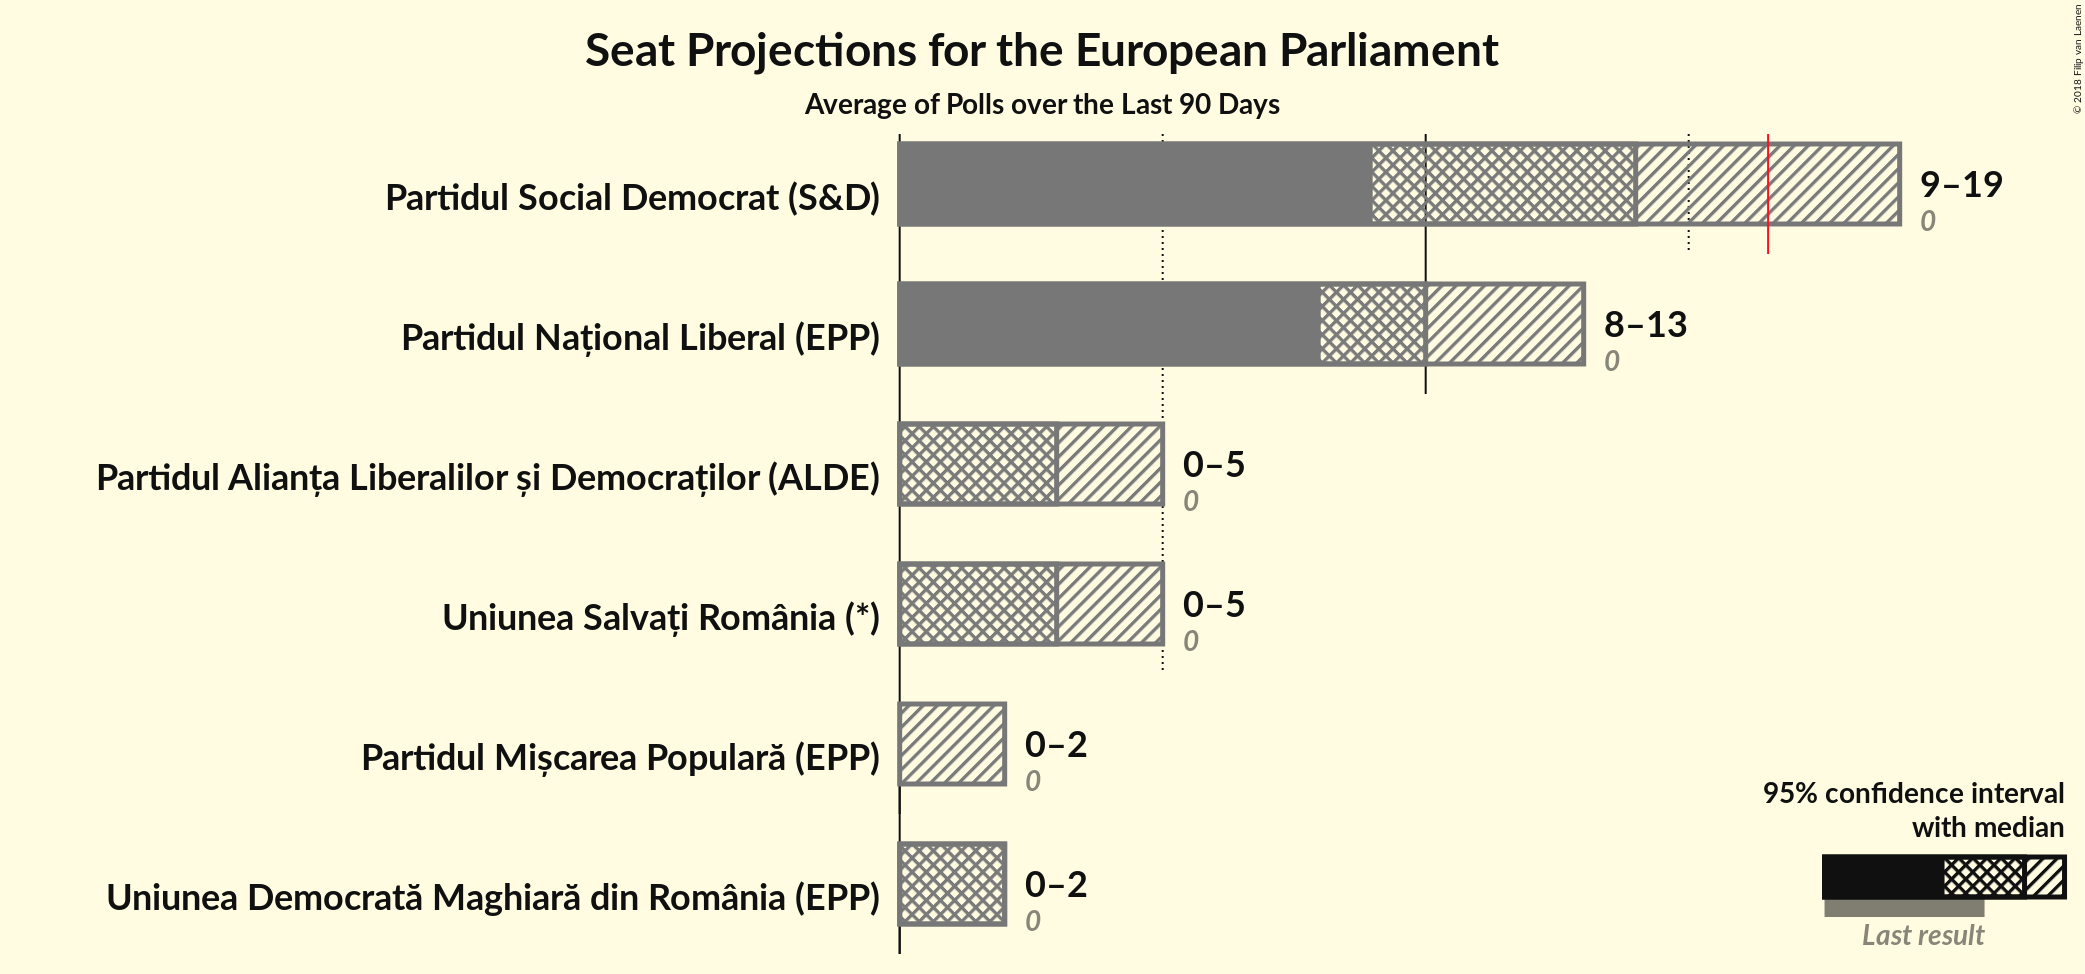 Seat Projections for the European Parliament
Average of Polls over the Last 90 Days
© 2018 Filip van Laenen
Partidul Social Democrat (S&D)
9–19
0
Partidul Național Liberal (EPP)
8–13
0
Partidul Alianța Liberalilor și Democraților (ALDE)
0–5
0
Uniunea Salvați România (*)
0–5
0
Partidul Mișcarea Populară (EPP)
0–2
0
Uniunea Democrată Maghiară din România (EPP)
0–2
0
95% confidence interval
with median
Last result